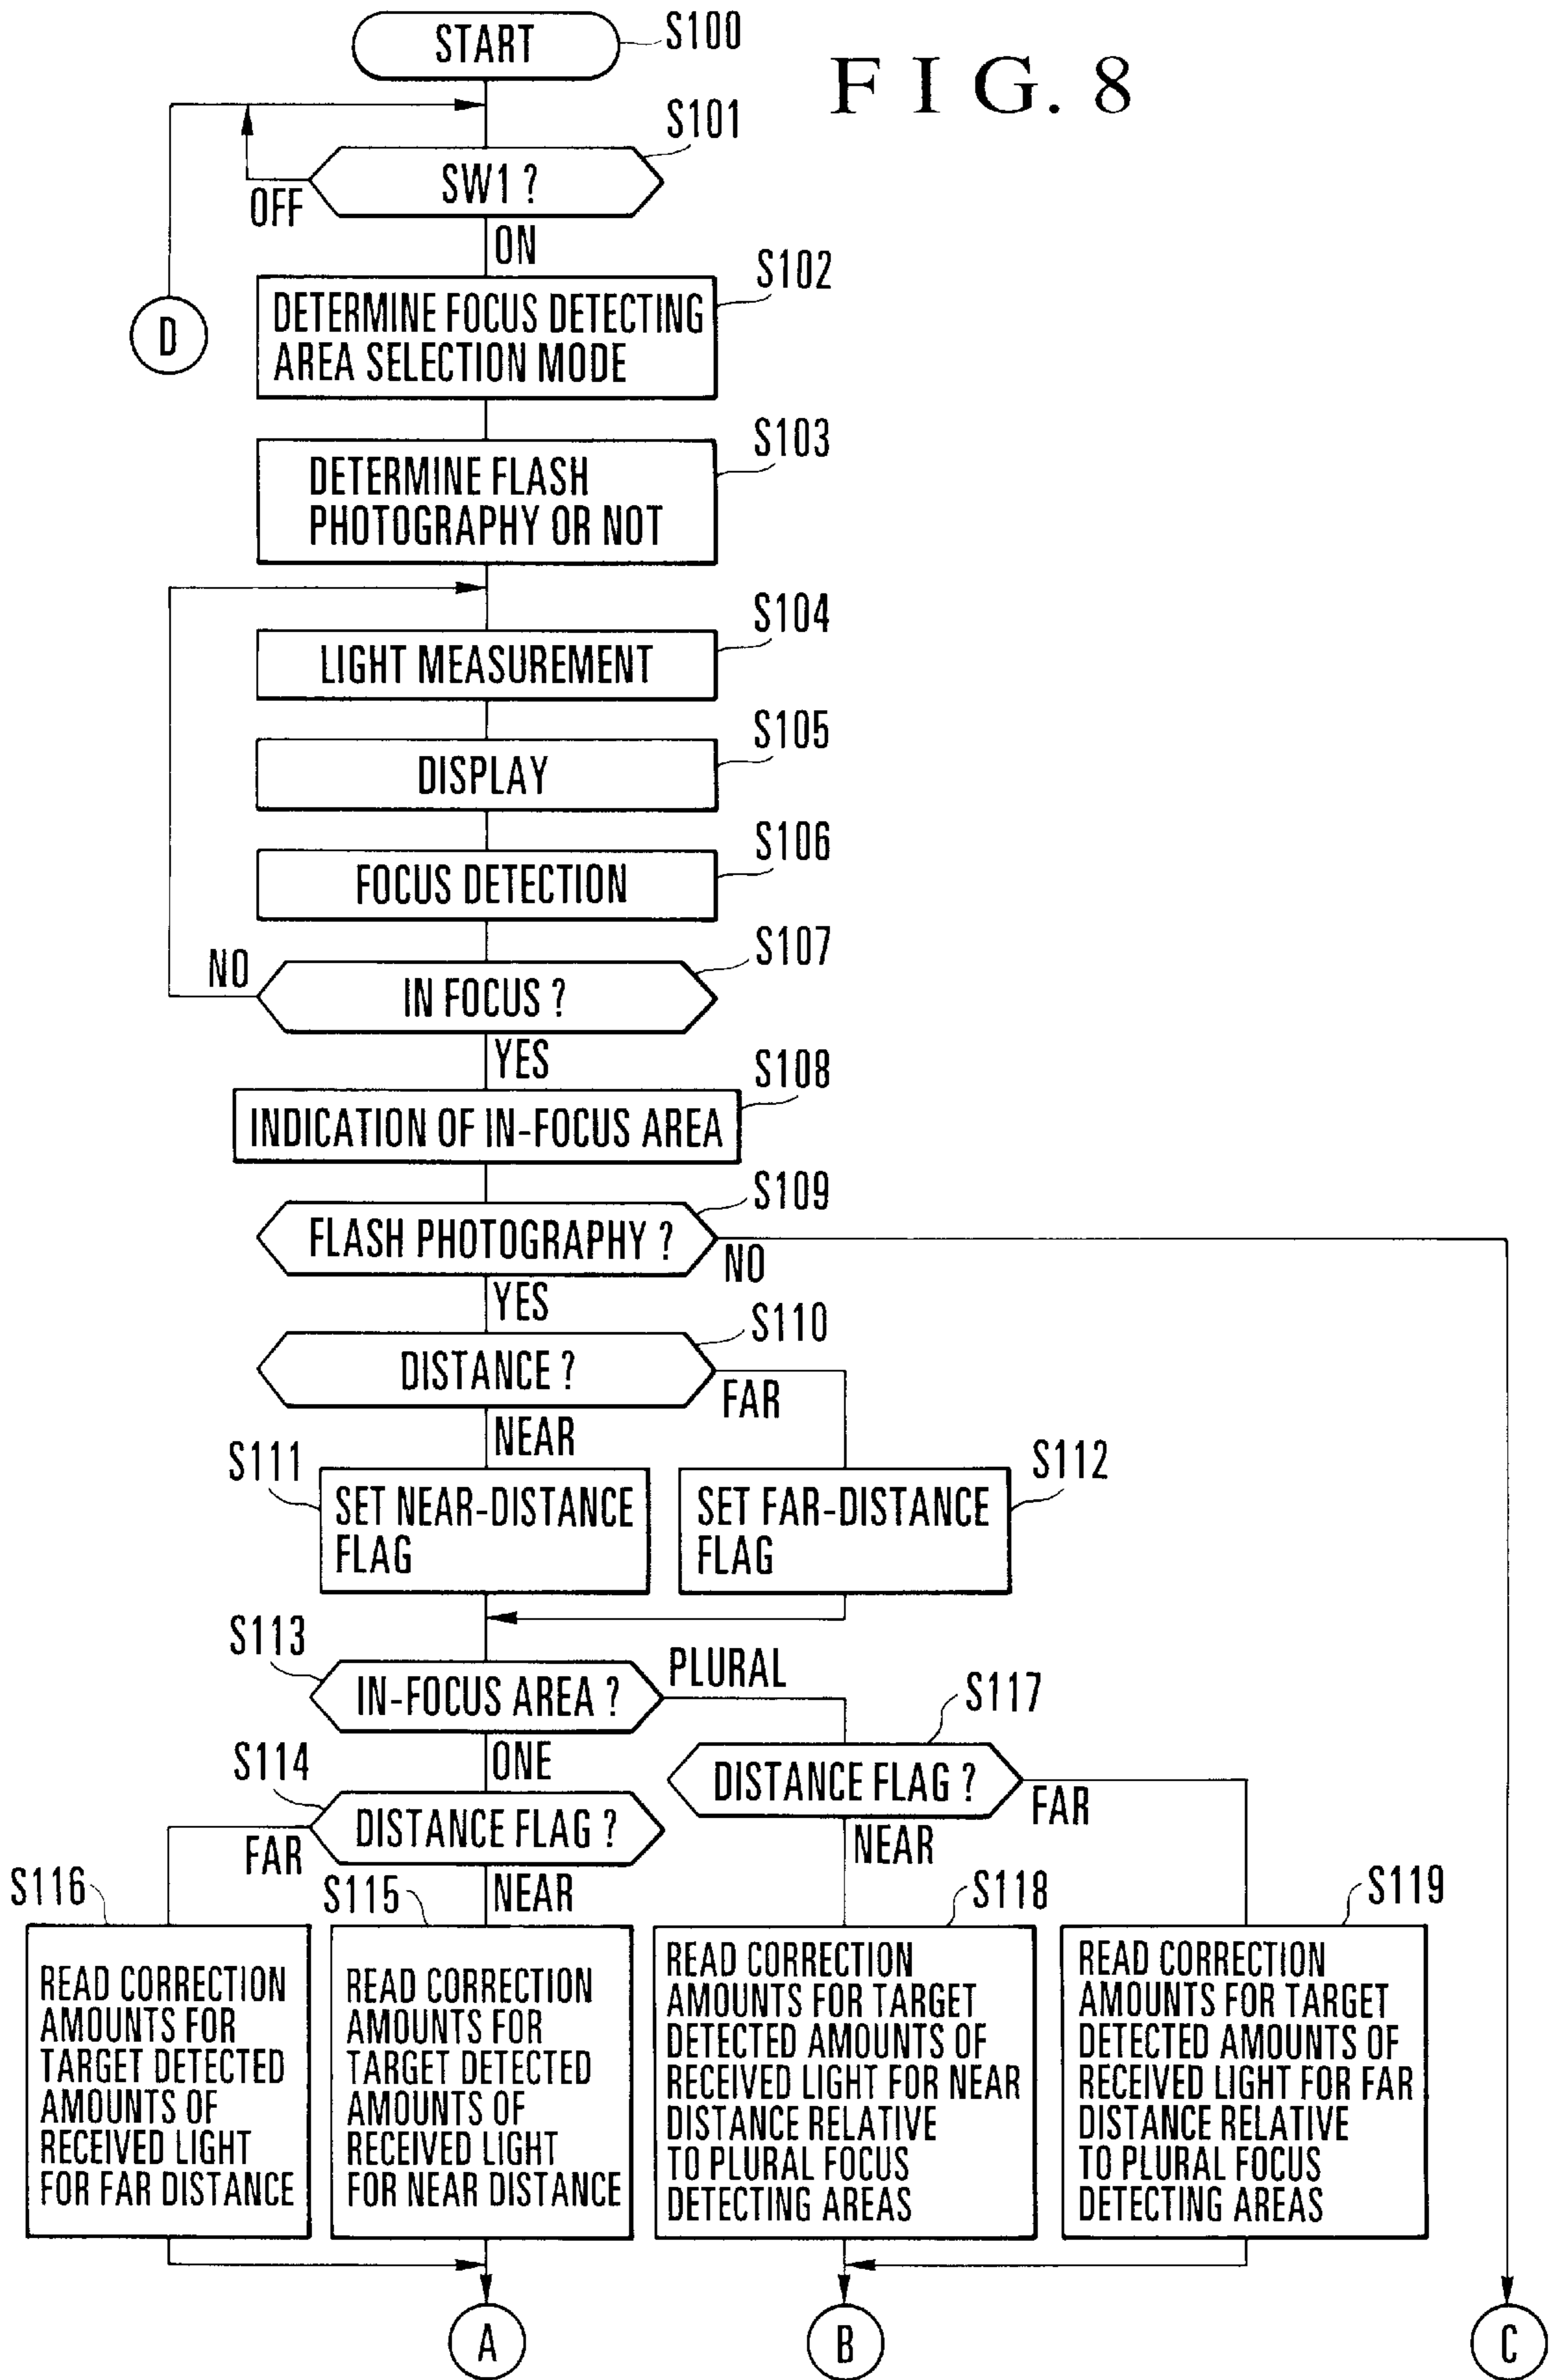 START
S100
F I G. 8
S101
SW1 ?
OFF
ON
D
S102
DETERMINE FOCUS DETECTING
AREA SELECTION MODE
S103
DETERMINE FLASH
PHOTOGRAPHY OR NOT
S104
LIGHT MEASUREMENT
S105
DISPLAY
S106
FOCUS DETECTION
S107
NO
IN FOCUS ?
YES
S108
INDICATION OF IN-FOCUS AREA
S109
FLASH PHOTOGRAPHY ?
NO
YES
S110
DISTANCE ?
FAR
NEAR
S111
SET NEAR-DISTANCE
FLAG
S112
SET FAR-DISTANCE
FLAG
S113
IN-FOCUS AREA ?
PLURAL
ONE
S117
DISTANCE FLAG ?
FAR
NEAR
S114
DISTANCE FLAG ?
FAR
NEAR
S116
READ CORRECTION
AMOUNTS FOR
TARGET DETECTED
AMOUNTS OF
RECEIVED LIGHT
FOR FAR DISTANCE
S115
READ CORRECTION
AMOUNTS FOR
TARGET DETECTED
AMOUNTS OF
RECEIVED LIGHT
FOR NEAR DISTANCE
S118
READ CORRECTION
AMOUNTS FOR TARGET
DETECTED AMOUNTS OF
RECEIVED LIGHT FOR NEAR
DISTANCE RELATIVE
TO PLURAL FOCUS
DETECTING AREAS
S119
READ CORRECTION
AMOUNTS FOR TARGET
DETECTED AMOUNTS OF
RECEIVED LIGHT FOR FAR
DISTANCE RELATIVE
TO PLURAL FOCUS
DETECTING AREAS
A
B
C